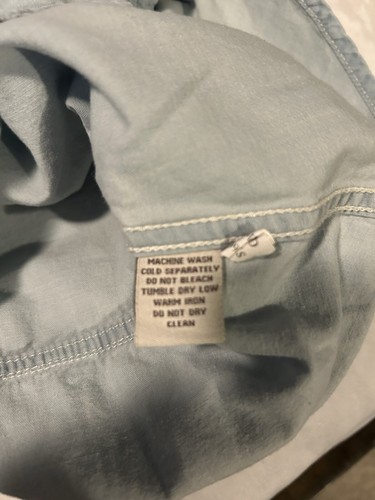 MACHINE WASH
COLD SEPARATELY
DO NOT BLEACH
TUMBLE DRY LOW
WARM IRON
DO NOT DRY
CLEAN